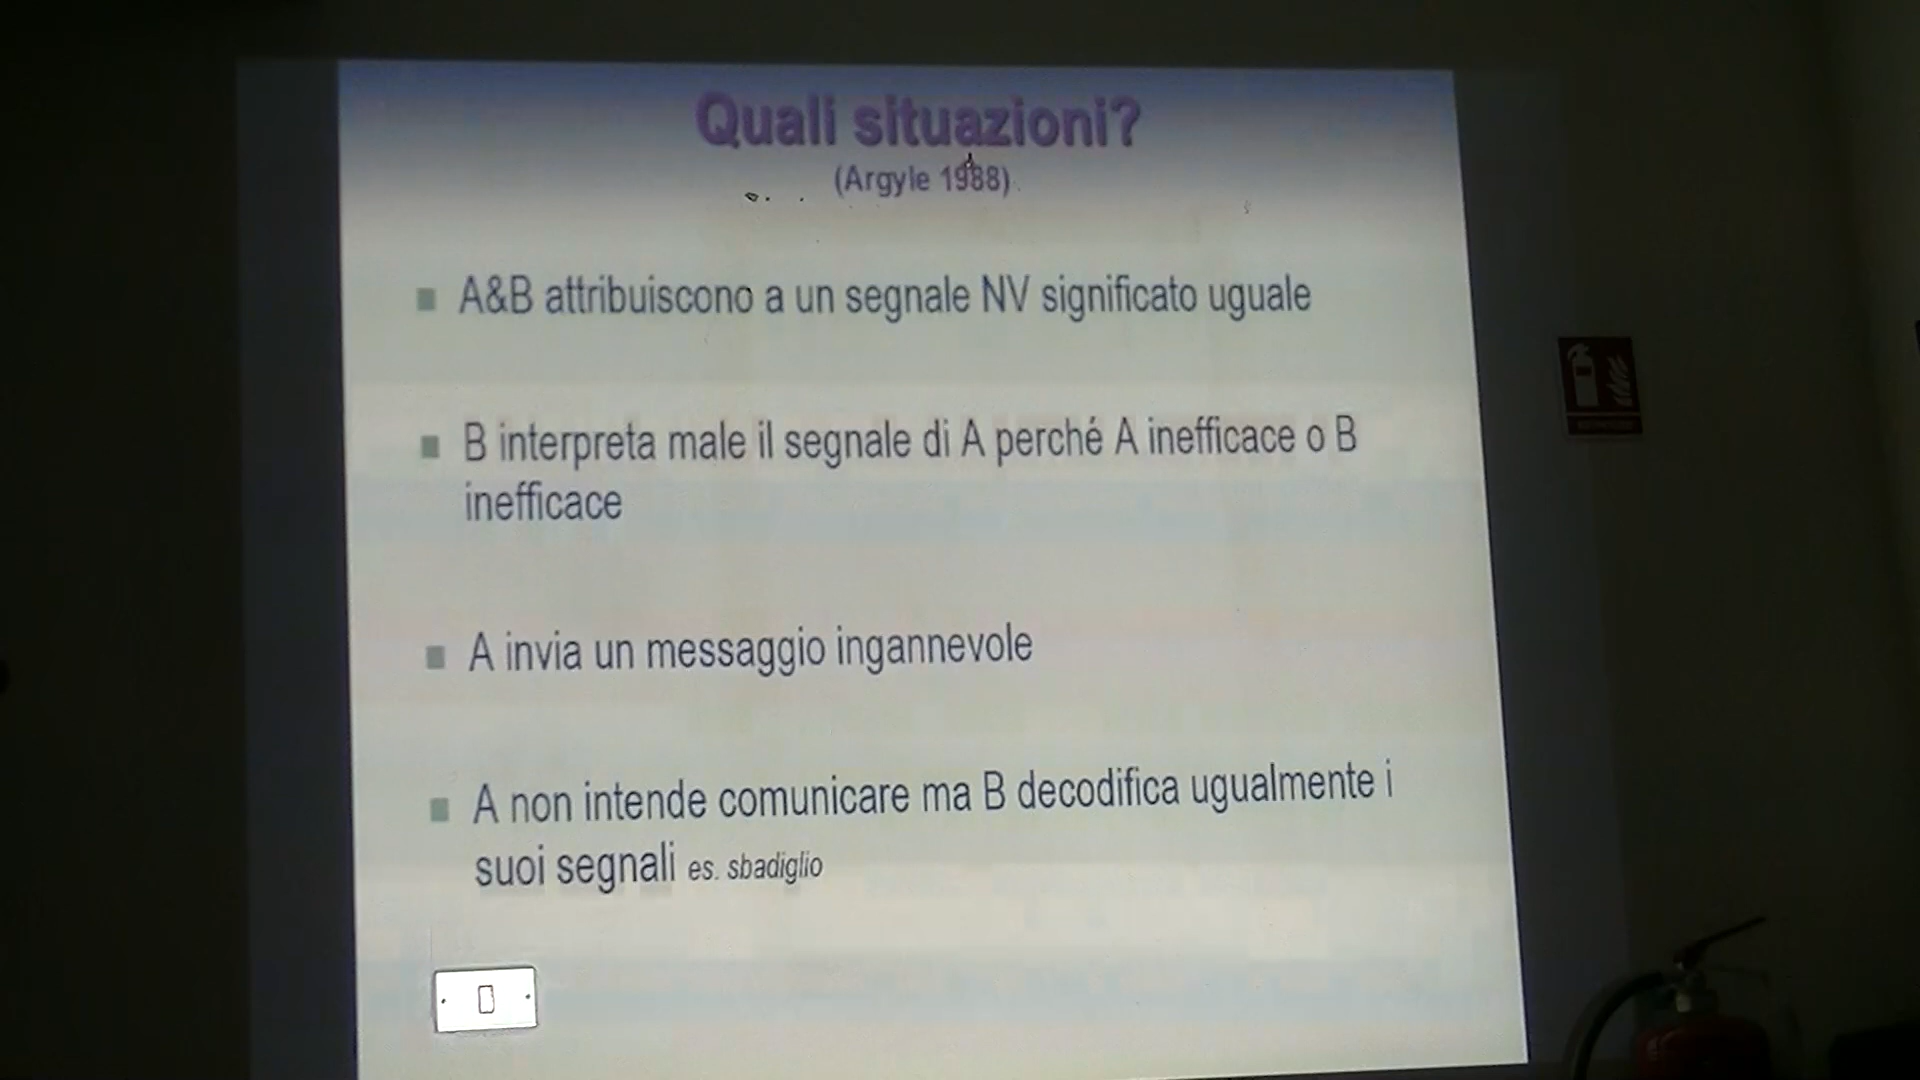 Quali situazioni?
(Argyle 1988)
A&B attribuiscono a un segnale NV significato uguale
B interpreta male il segnale di A perché A inefficace o B
inefficace
A invia un messaggio ingannevole
A non intende comunicare ma B decodifica ugualmente i
suoi segnali es. sbadiglio